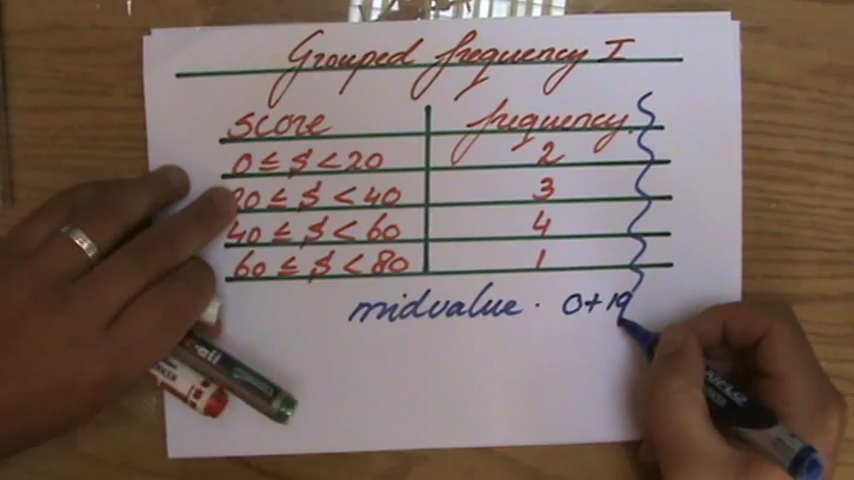 Grouped frequency I
score frequency
0 ≤ s < 20 2
20 ≤ s < 40 3
40 ≤ s < 60 4
60 ≤ s < 80 1
midvalue . 0+19